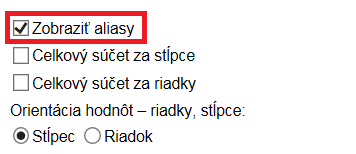 Zobraziť aliasy
Celkový súčet za stĺpce
Celkový súčet za riadky
Orientácia hodnôt – riadky, stĺpce:
Stĺpec Riadok